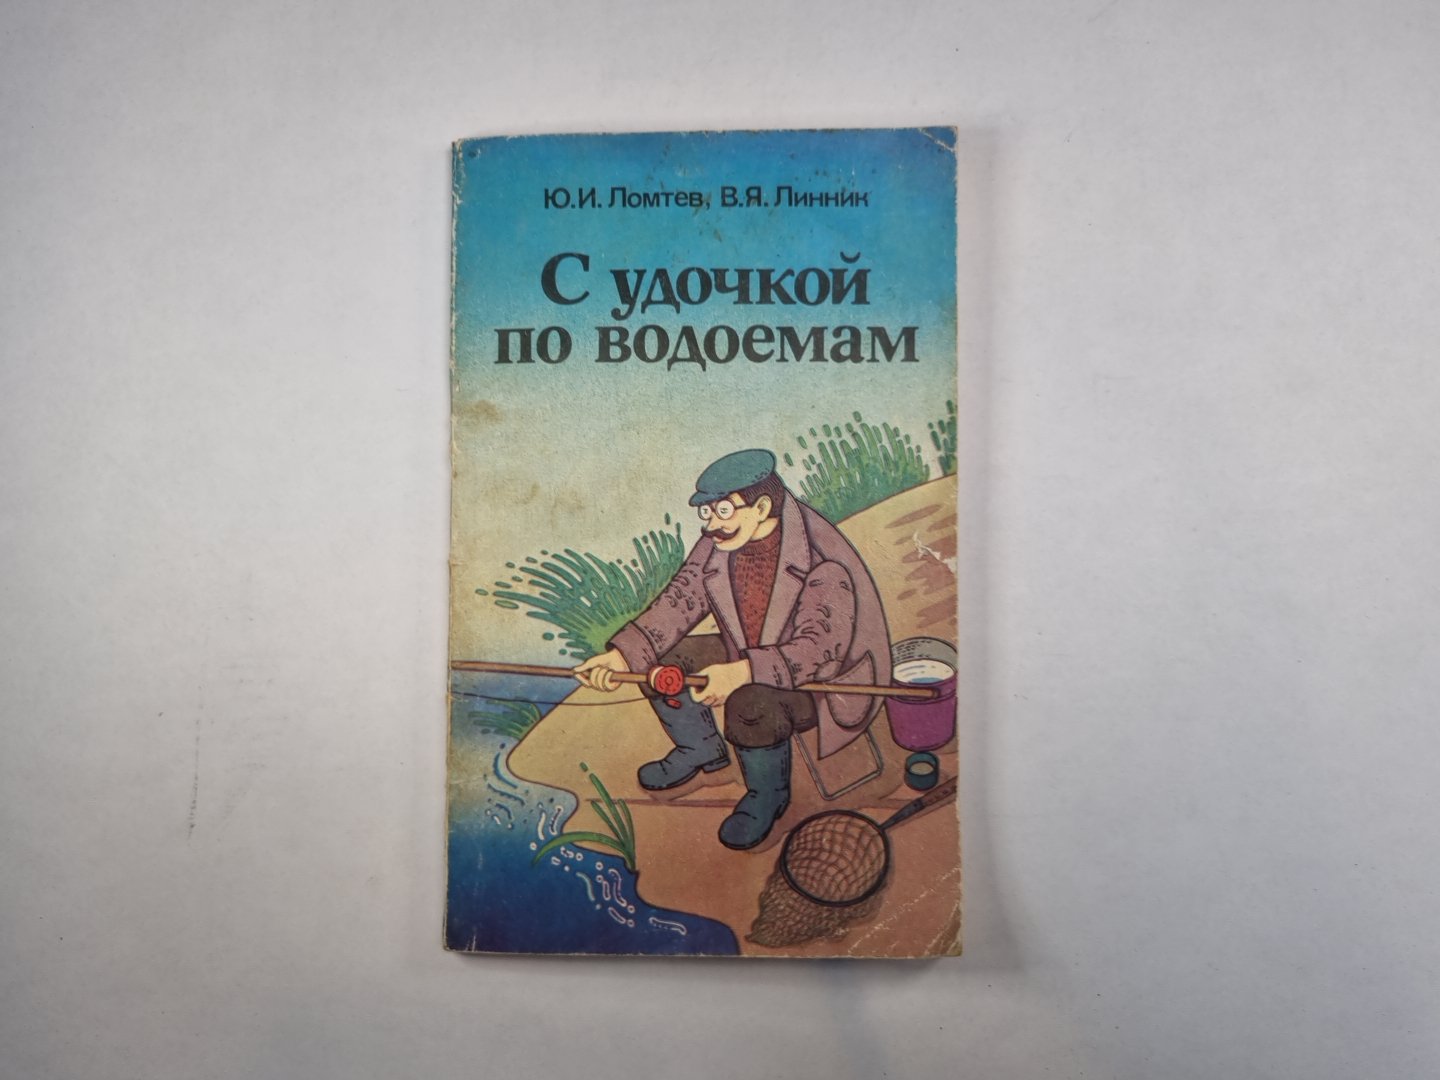 Ю.И. Ломтев, В.Я. Линник
С удочкой
по водоемам